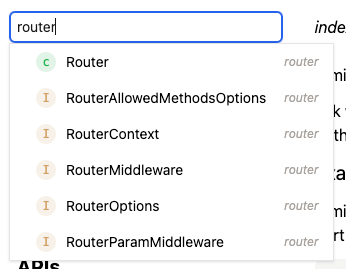 router
inde
C Router router
I RouterAllowedMethodsOptions router
I RouterContext router
I RouterMiddleware router
I RouterOptions router
I RouterParamMiddleware router
APIs